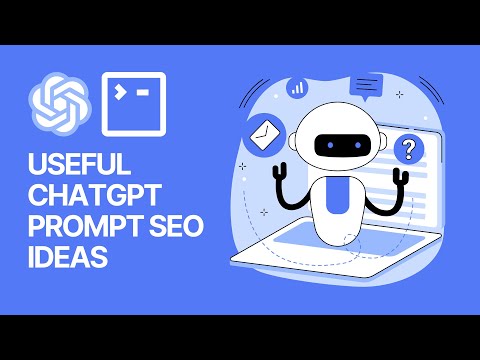 USEFUL
CHATGPT
PROMPT SEO
IDEAS
?